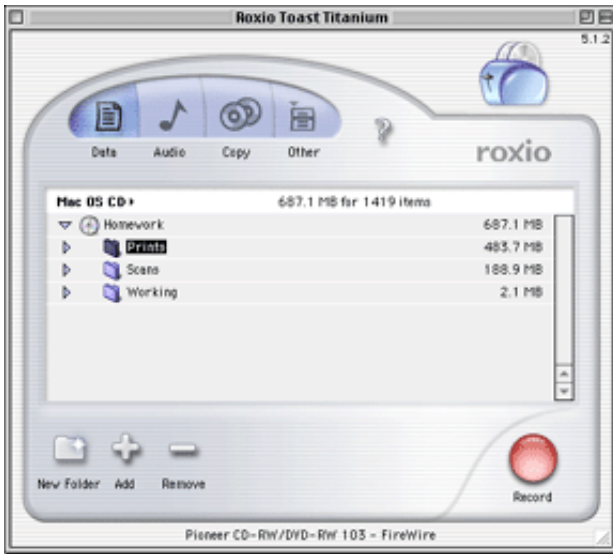 Roxio Toast Titanium
5.1.2
Data Audio Copy Other
roxio
Mac OS CD 687.1 MB for 1419 items
Homework 687.1 MB
Prints 483.7 MB
Scans 188.9 MB
Working 2.1 MB
New Folder Add Remove
Record
Pioneer CD-RW/DVD-RW 103 - FireWire